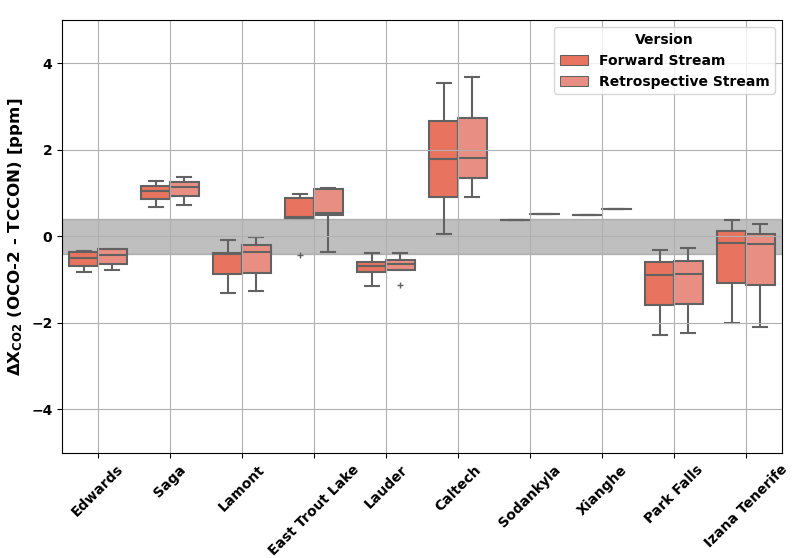 Version
Forward Stream
Retrospective Stream
ΔX_CO2 (OCO-2 - TCCON) [ppm]
4
2
0
−2
−4
Edwards
Saga
Lamont
East Trout Lake
Lauder
Caltech
Sodankyla
Xianghe
Park Falls
Izana Tenerife